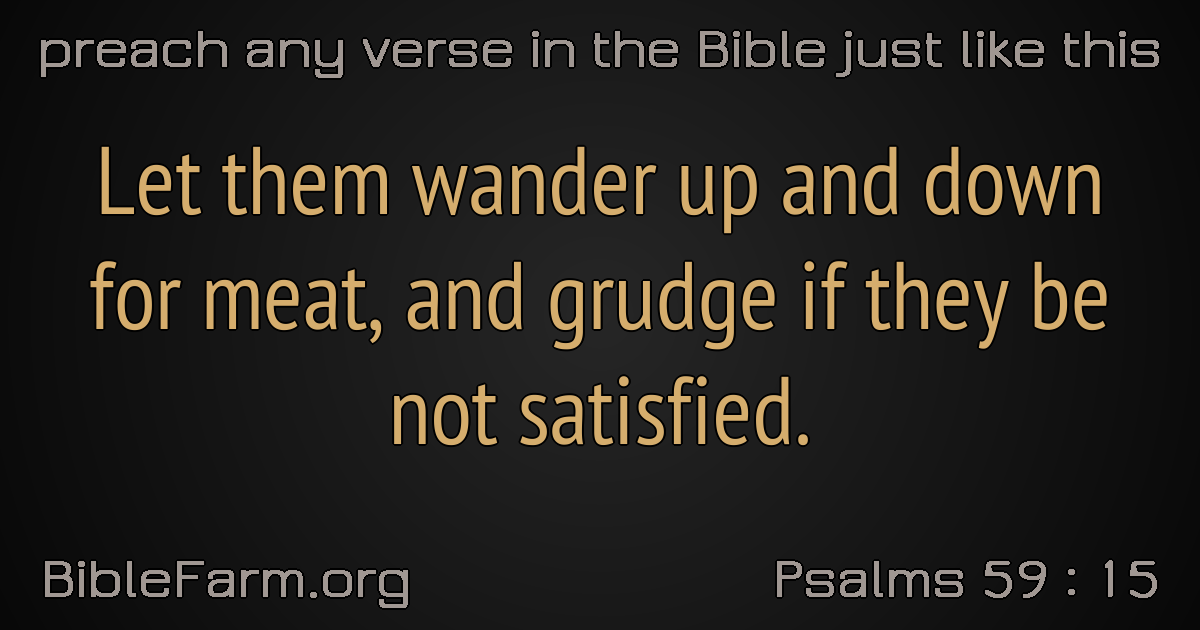 preach any verse in the Bible just like this
Let them wander up and down
for meat, and grudge if they be
not satisfied.
BibleFarm.org
Psalms 59 : 15